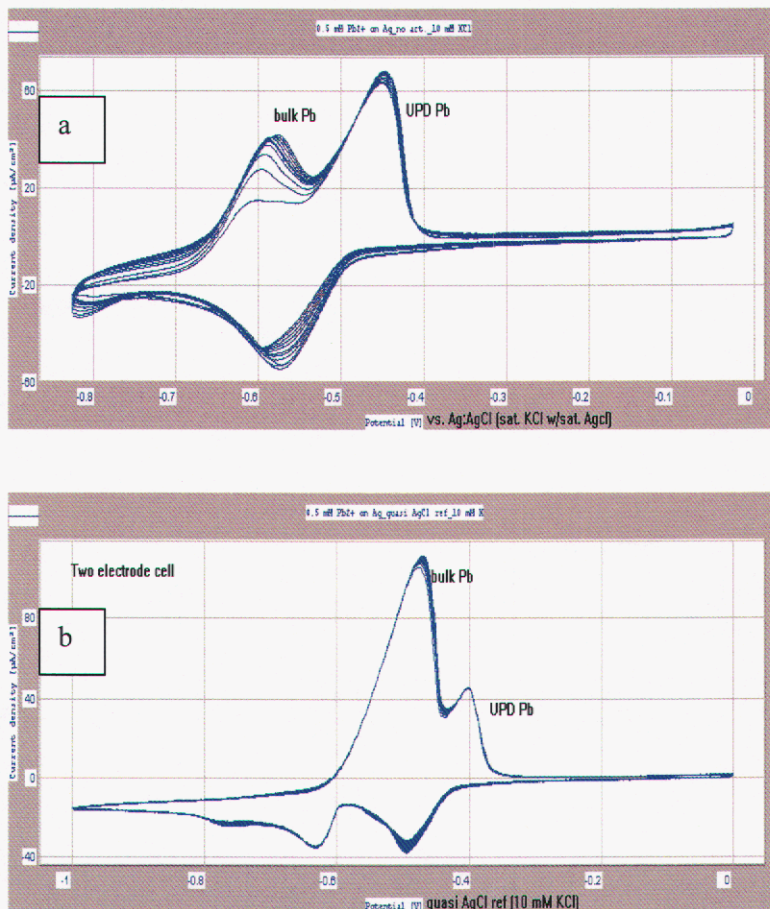 0.5 mM Pb2+ on Ag_no art._10 mM KCl
a
bulk Pb
UPD Pb
Current density [µA/cm²]
60
20
-20
-60
-0.8
-0.7
-0.6
-0.5
-0.4
-0.3
-0.2
-0.1
0
Potential [V] vs. Ag:AgCl (sat. KCl w/sat. Agcl)
0.5 mM Pb2+ on Ag_quasi AgCl ref_10 mM K
Two electrode cell
b
bulk Pb
UPD Pb
Current density [µA/cm²]
80
40
0
-40
-1
-0.8
-0.6
-0.4
-0.2
0
Potential [V] quasi AgCl ref (10 mM KCl)